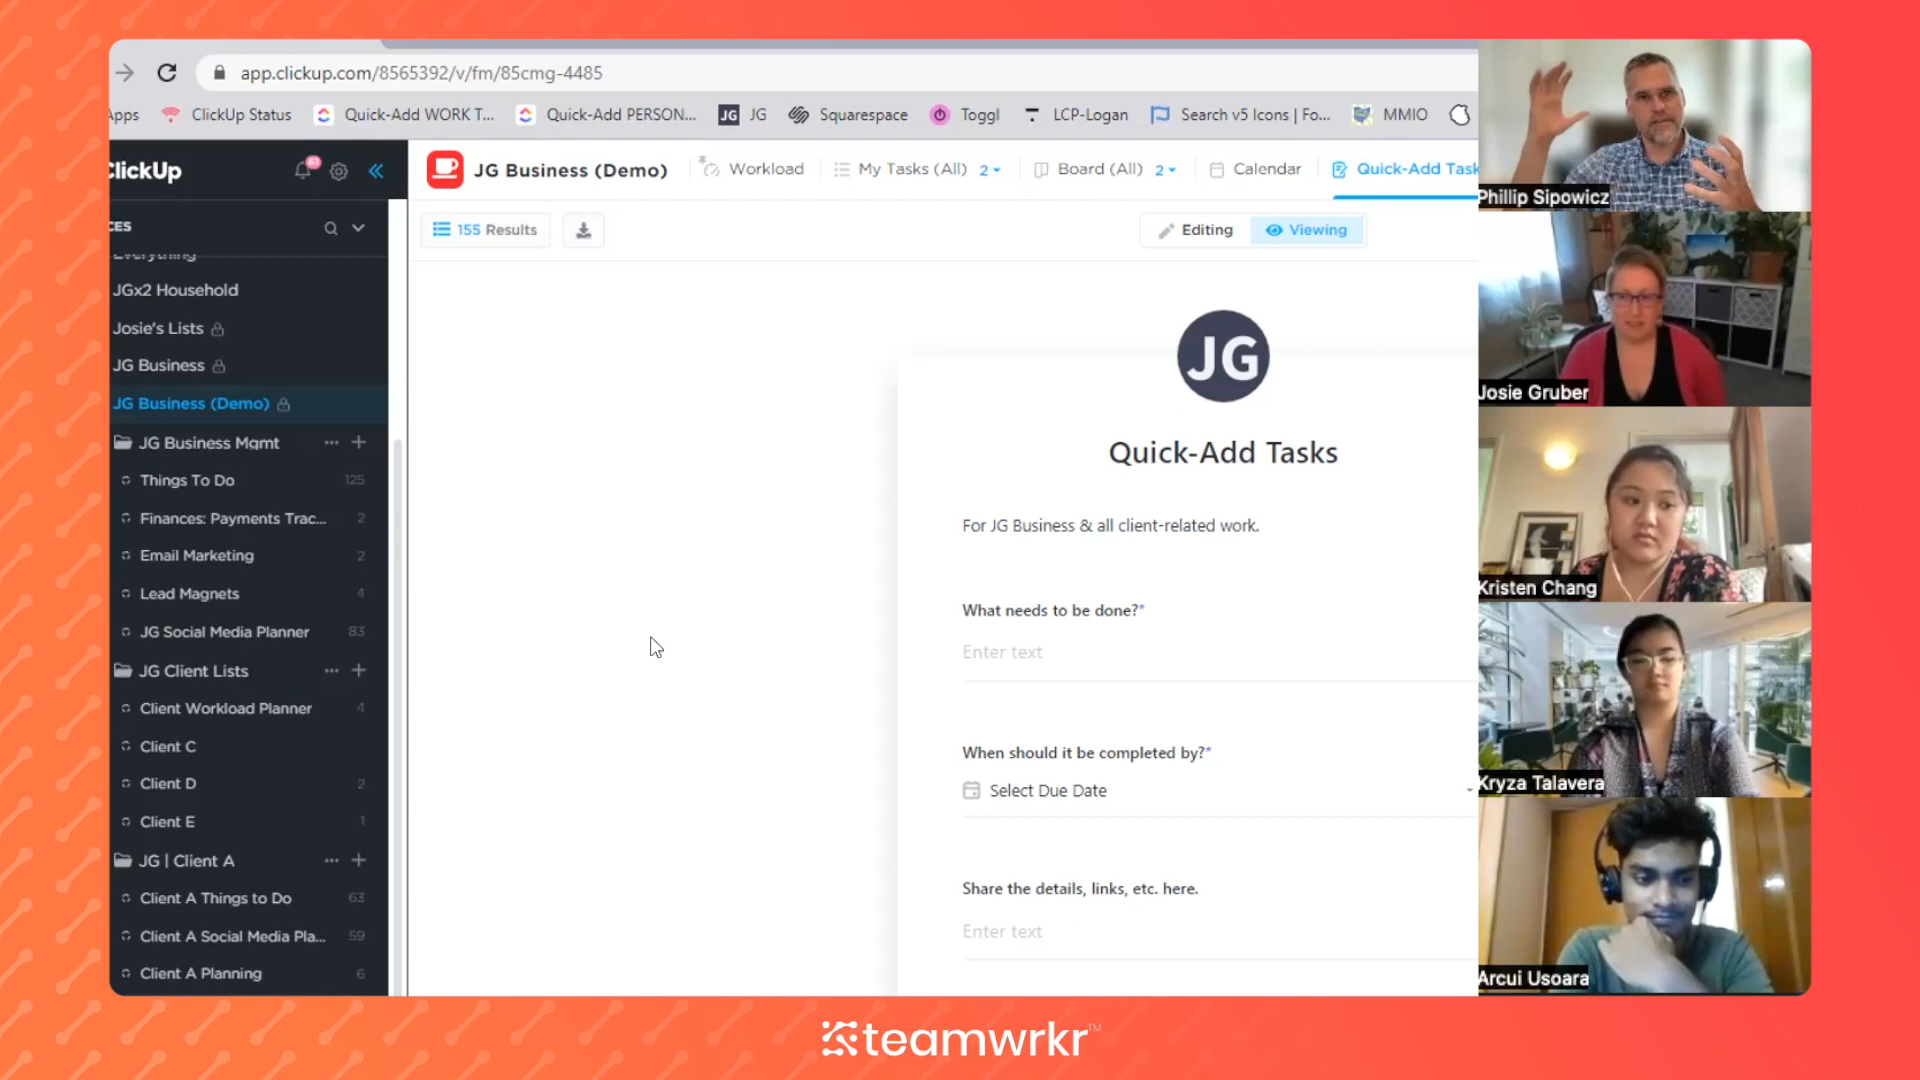 app.clickup.com/8565392/v/fm/85cmg-4485
Apps ClickUp Status Quick-Add WORK T... Quick-Add PERSON... JG JG Squarespace Toggl LCP-Logan Search v5 Icons | Fo... MMIO
ClickUp 61
JG Business (Demo) Workload My Tasks (All) 2 Board (All) 2 Calendar Quick-Add Task
155 Results
Editing Viewing
CES
Everything
JGx2 Household
Josie's Lists
JG Business
JG Business (Demo)
JG Business Mgmt
Things To Do 125
Finances: Payments Trac... 2
Email Marketing 2
Lead Magnets 4
JG Social Media Planner 83
JG Client Lists
Client Workload Planner 4
Client C
Client D 2
Client E 1
JG | Client A
Client A Things to Do 63
Client A Social Media Pla... 59
Client A Planning 6
JG
Quick-Add Tasks
For JG Business & all client-related work.
What needs to be done?*
Enter text
When should it be completed by?*
Select Due Date
Share the details, links, etc. here.
Enter text
Phillip Sipowicz
Josie Gruber
Kristen Chang
Kryza Talavera
Arcui Usoara
teamwrkr™